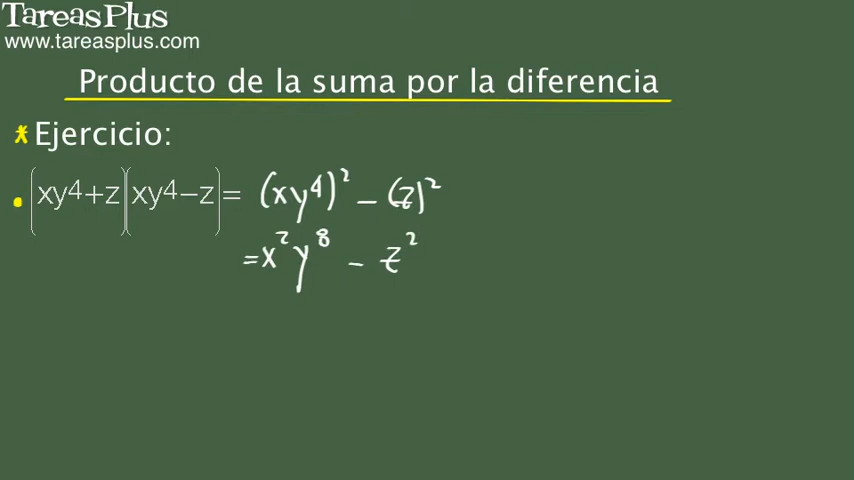 TareasPlus
www.tareasplus.com
Producto de la suma por la diferencia
* Ejercicio:
(xy4+z)(xy4−z)= (xy⁴)² − (z)²
= x²y⁸ − z²